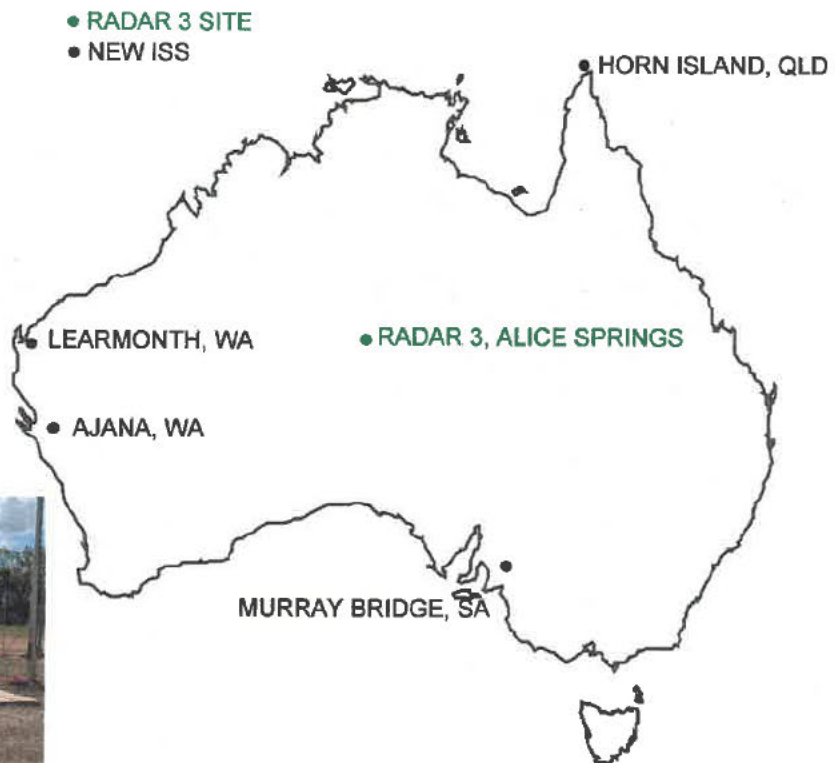 RADAR 3 SITE
NEW ISS
HORN ISLAND, QLD
LEARMONTH, WA
RADAR 3, ALICE SPRINGS
AJANA, WA
MURRAY BRIDGE, SA